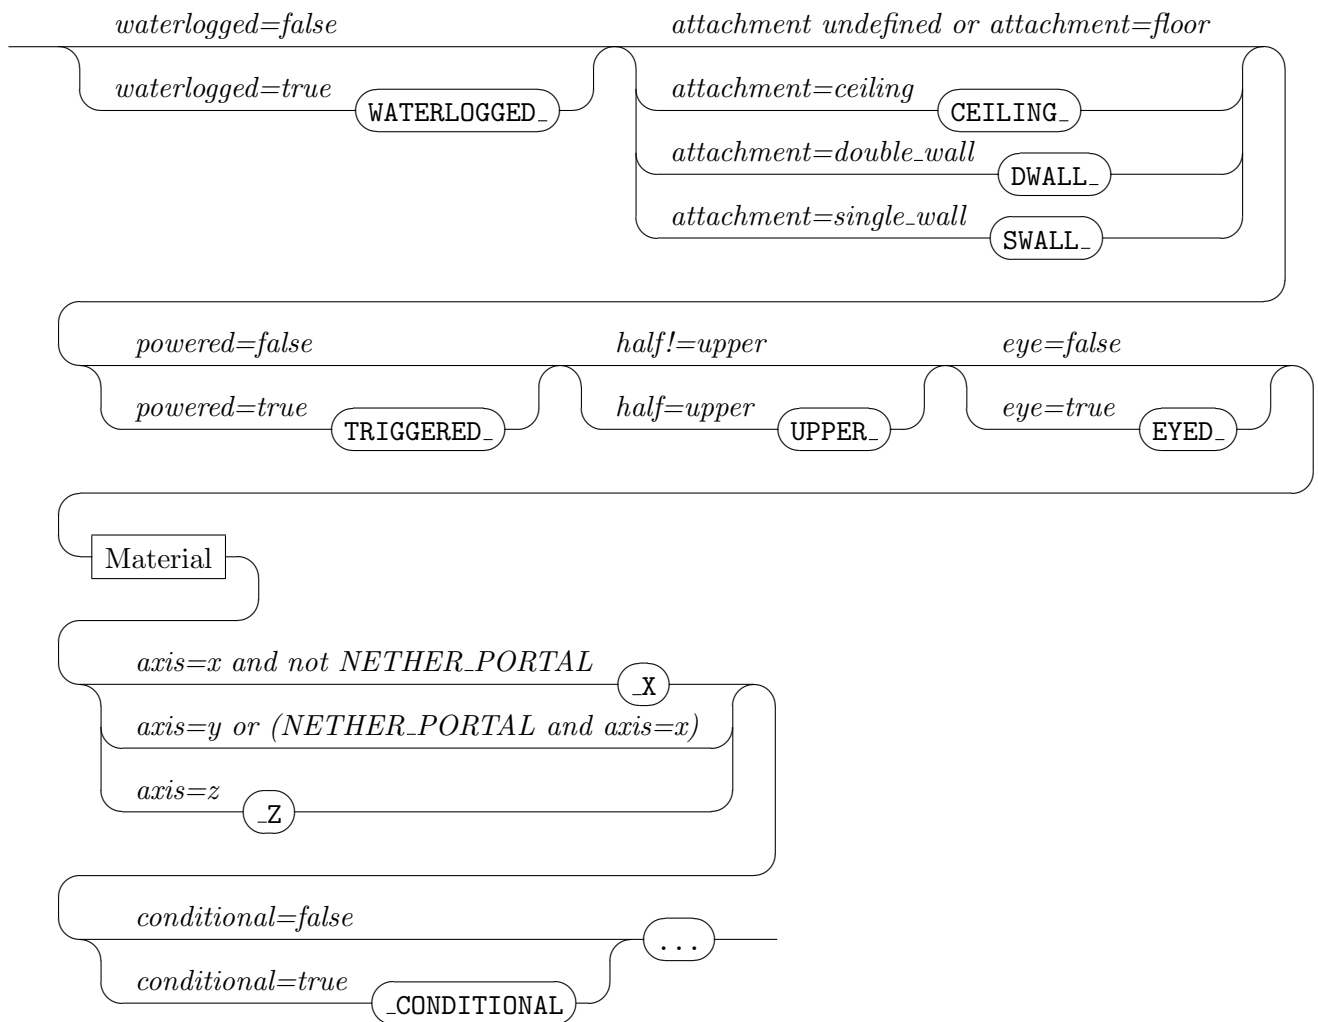 waterlogged=false attachment undefined or attachment=floor
waterlogged=true WATERLOGGED_ attachment=ceiling CEILING_
attachment=double_wall DWALL_
attachment=single_wall SWALL_
powered=false half!=upper eye=false
powered=true TRIGGERED_ half=upper UPPER_ eye=true EYED_
Material
axis=x and not NETHER_PORTAL _X
axis=y or (NETHER_PORTAL and axis=x)
axis=z _Z
conditional=false ...
conditional=true _CONDITIONAL